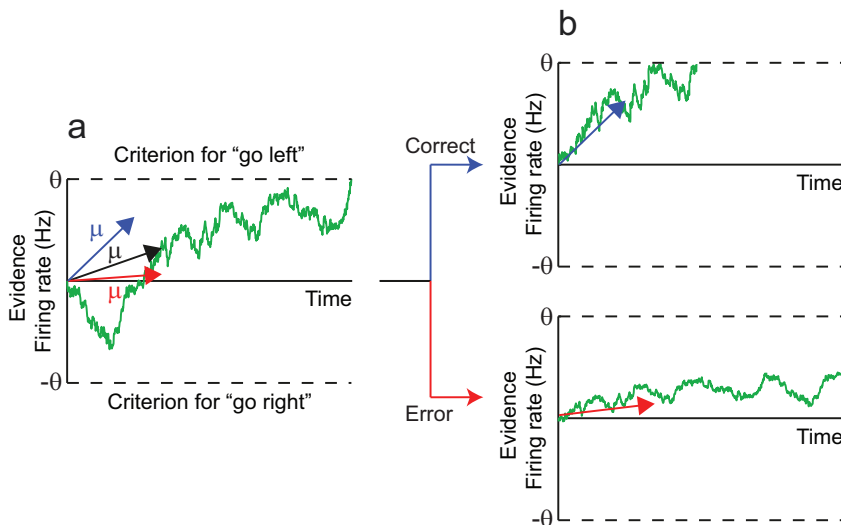 a
Criterion for “go left”
θ
Evidence
Firing rate (Hz)
μ
μ
μ
Time
-θ
Criterion for “go right”
Correct
Error
b
θ
Evidence
Firing rate (Hz)
Time
-θ
θ
Evidence
Firing rate (Hz)
Time
-θ